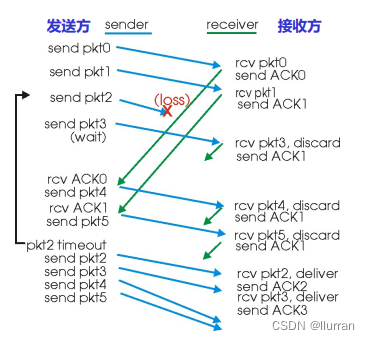 发送方 sender receiver 接收方
send pkt0
send pkt1
send pkt2
(loss)
X
send pkt3
(wait)
rcv ACK0
send pkt4
rcv ACK1
send pkt5
pkt2 timeout
send pkt2
send pkt3
send pkt4
send pkt5
rcv pkt0
send ACK0
rcv pkt1
send ACK1
rcv pkt3, discard
send ACK1
rcv pkt4, discard
send ACK1
rcv pkt5, discard
send ACK1
rcv pkt2, deliver
send ACK2
rcv pkt3, deliver
send ACK3
CSDN @llurran